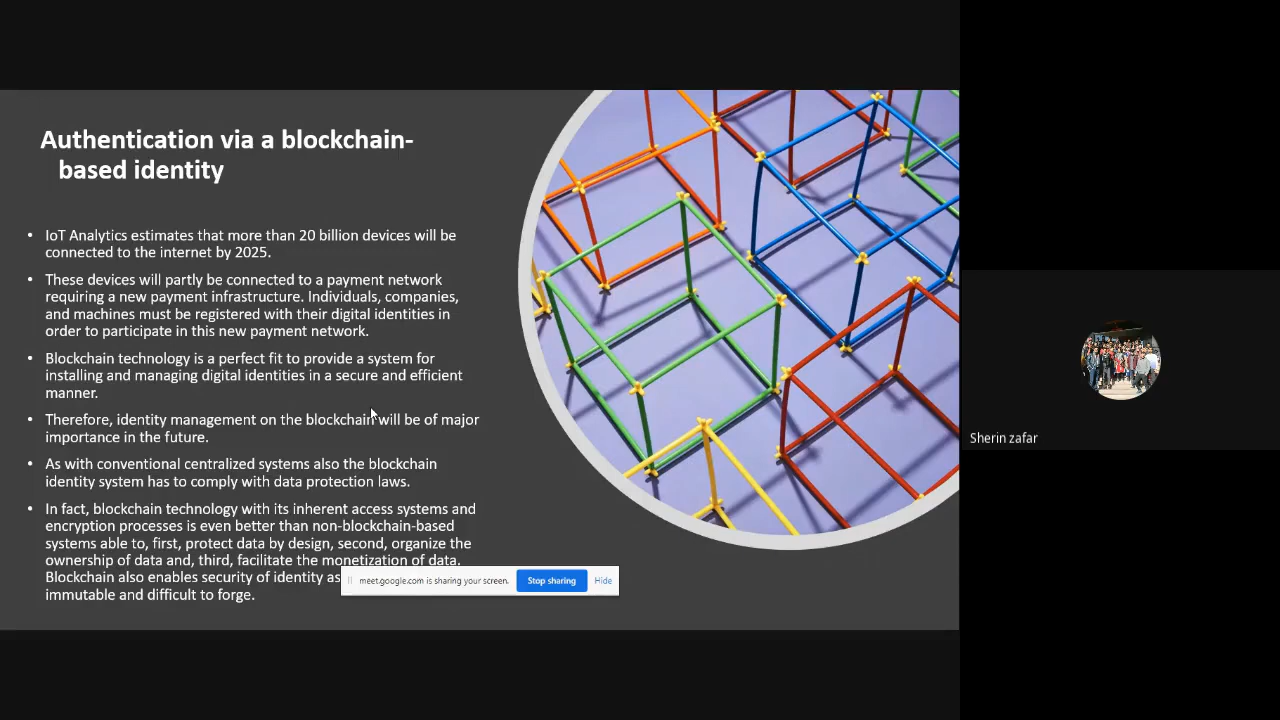 Authentication via a blockchain-
based identity
• IoT Analytics estimates that more than 20 billion devices will be
connected to the internet by 2025.
• These devices will partly be connected to a payment network
requiring a new payment infrastructure. Individuals, companies,
and machines must be registered with their digital identities in
order to participate in this new payment network.
• Blockchain technology is a perfect fit to provide a system for
installing and managing digital identities in a secure and efficient
manner.
• Therefore, identity management on the blockchain will be of major
importance in the future.
• As with conventional centralized systems also the blockchain
identity system has to comply with data protection laws.
• In fact, blockchain technology with its inherent access systems and
encryption processes is even better than non-blockchain-based
systems able to, first, protect data by design, second, organize the
ownership of data and, third, facilitate the monetization of data.
Blockchain also enables security of identity as
immutable and difficult to forge.
meet.google.com is sharing your screen.
Stop sharing
Hide
Sherin zafar